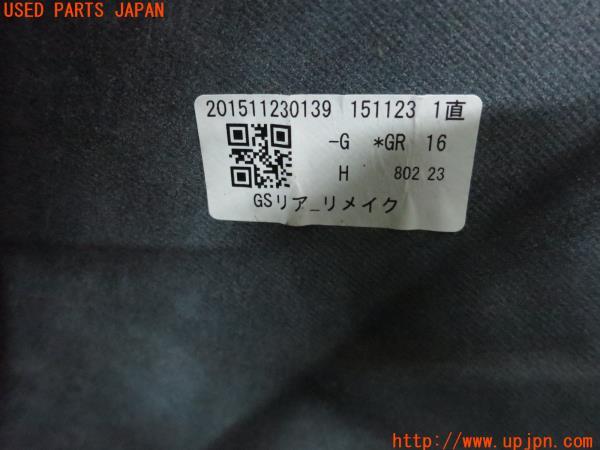 USED PARTS JAPAN
201511230139 151123 1直
-G *GR 16
H 802 23
GSリア_リメイク
http://www.upjpn.com/